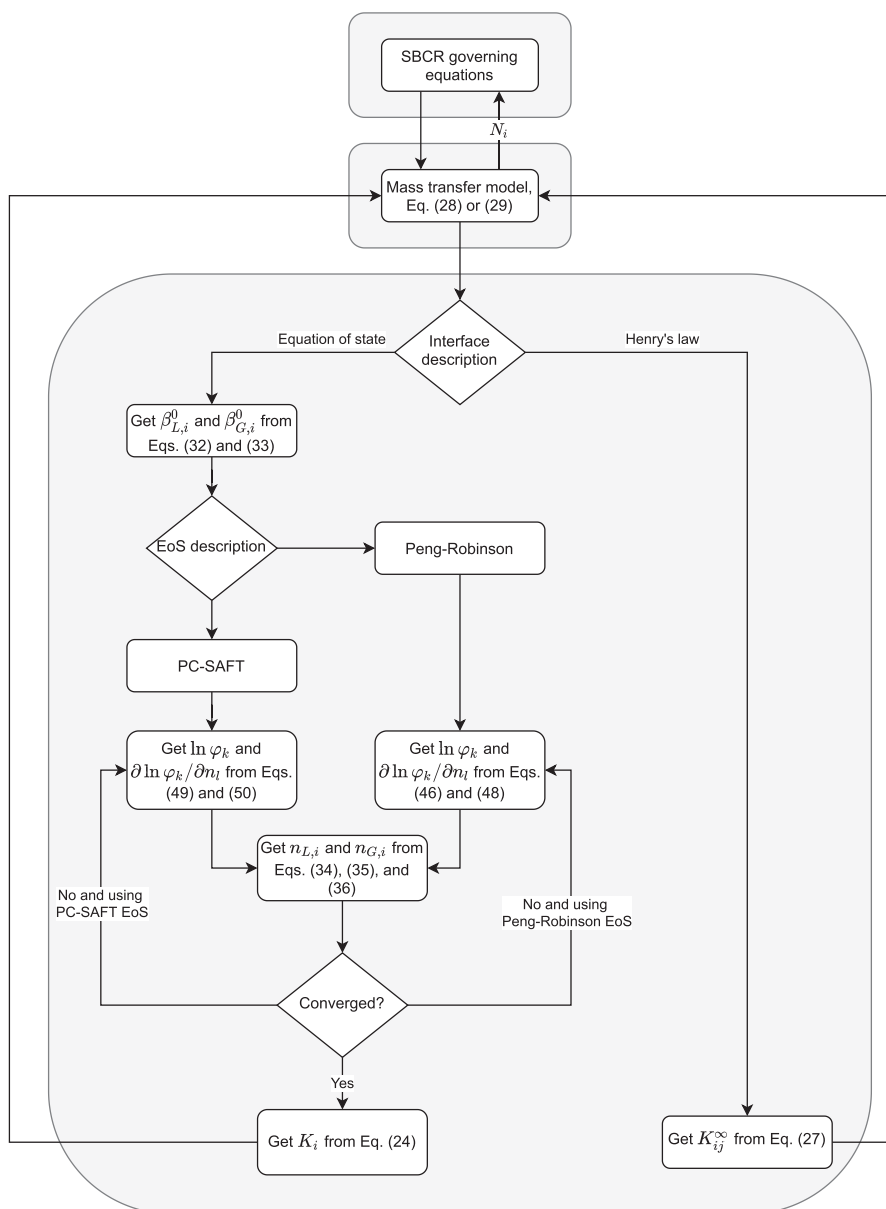 SBCR governing
equations
N_i
Mass transfer model,
Eq. (28) or (29)
Equation of state
Interface
description
Henry's law
Get β^0_{L,i} and β^0_{G,i} from
Eqs. (32) and (33)
EoS description
Peng-Robinson
PC-SAFT
Get ln φ_k and
∂ ln φ_k/∂n_l from Eqs.
(49) and (50)
Get ln φ_k and
∂ ln φ_k/∂n_l from Eqs.
(46) and (48)
Get n_{L,i} and n_{G,i} from
Eqs. (34), (35), and
(36)
No and using
PC-SAFT EoS
No and using
Peng-Robinson EoS
Converged?
Yes
Get K_i from Eq. (24)
Get K^∞_{ij} from Eq. (27)